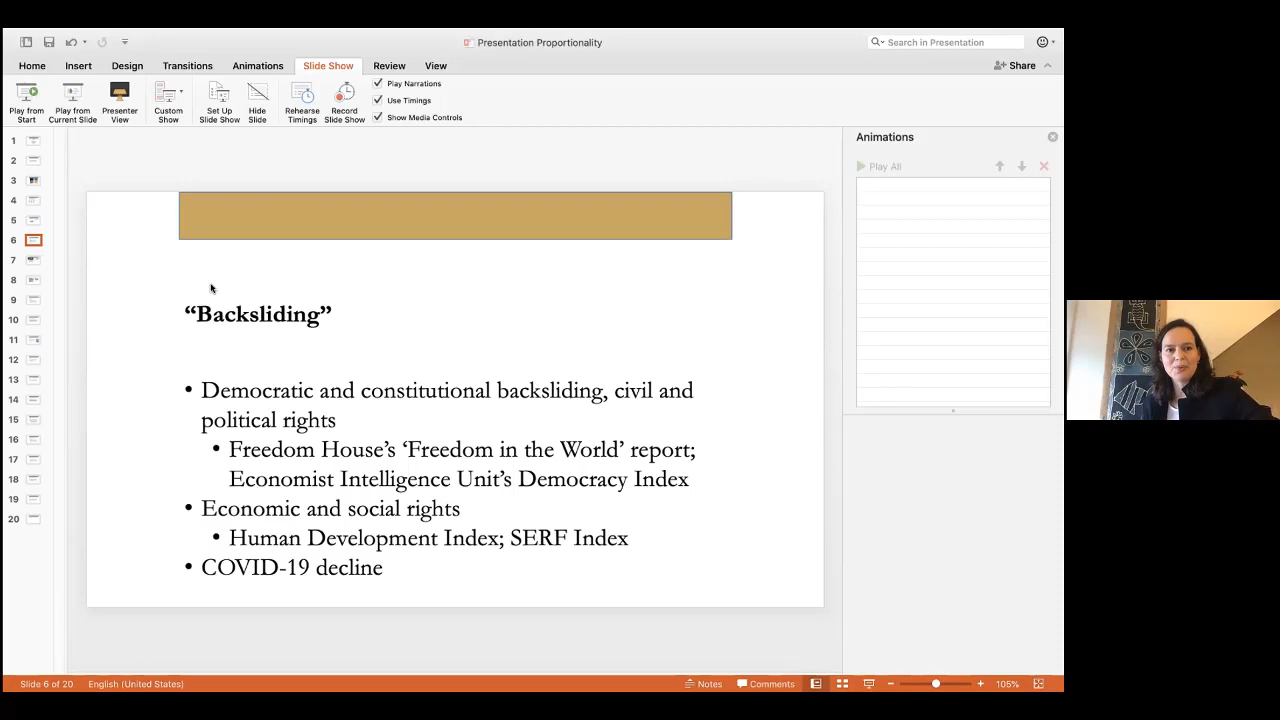 Presentation Proportionality
Search in Presentation
Home Insert Design Transitions Animations Slide Show Review View
Share
Play from Start
Play from Current Slide
Presenter View
Custom Show
Set Up Slide Show
Hide Slide
Rehearse Timings
Record Slide Show
Play Narrations
Use Timings
Show Media Controls
1
2
3
4
5
6
7
8
9
10
11
12
13
14
15
16
17
18
19
20
“Backsliding”
• Democratic and constitutional backsliding, civil and
political rights
• Freedom House’s ‘Freedom in the World’ report;
Economist Intelligence Unit’s Democracy Index
• Economic and social rights
• Human Development Index; SERF Index
• COVID-19 decline
Animations
Play All
Slide 6 of 20 English (United States) Notes Comments 105%